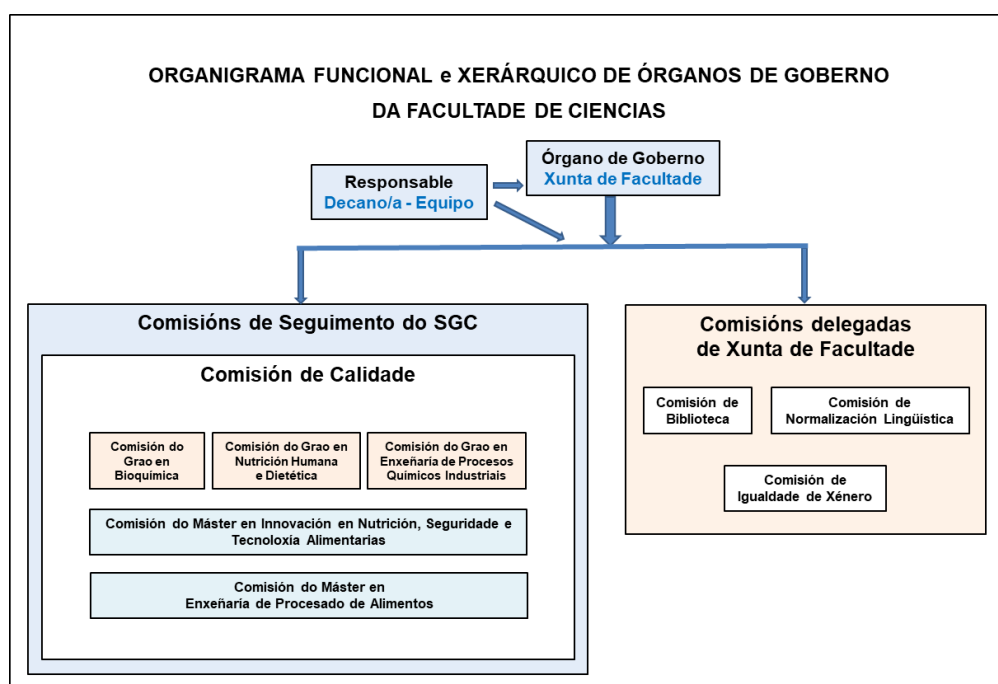 ORGANIGRAMA FUNCIONAL e XERÁRQUICO DE ÓRGANOS DE GOBERNO
DA FACULTADE DE CIENCIAS
Órgano de Goberno
Xunta de Facultade
Responsable
Decano/a - Equipo
Comisións de Seguimento do SGC
Comisión de Calidade
Comisión do
Grao en
Bioquímica
Comisión do Grao en
Nutrición Humana
e Dietética
Comisión do Grao en
Enxeñaría de Procesos
Químicos Industriais
Comisión do Máster en Innovación en Nutrición, Seguridade e
Tecnoloxía Alimentarias
Comisión do Máster en
Enxeñaría de Procesado de Alimentos
Comisións delegadas
de Xunta de Facultade
Comisión de
Biblioteca
Comisión de
Normalización Lingüística
Comisión de
Igualdade de Xénero